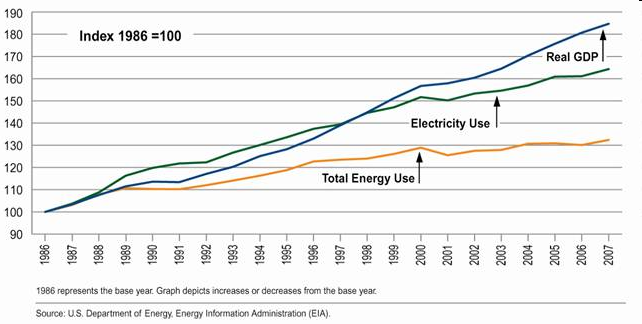 190
180
170
160
150
140
130
120
110
100
90
Index 1986 =100
Real GDP
Electricity Use
Total Energy Use
1986 1987 1988 1989 1990 1991 1992 1993 1994 1995 1996 1997 1998 1999 2000 2001 2002 2003 2004 2005 2006 2007
1986 represents the base year. Graph depicts increases or decreases from the base year.
Source: U.S. Department of Energy, Energy Information Administration (EIA).